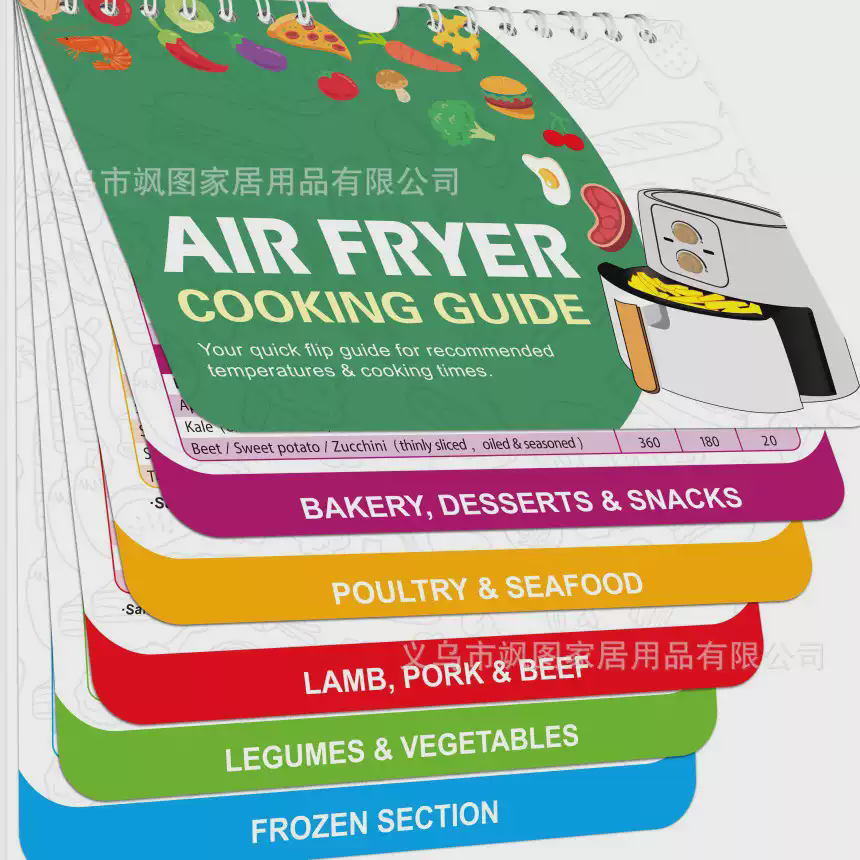 义乌市飒图家居用品有限公司
AIR FRYER
COOKING GUIDE
Your quick flip guide for recommended
temperatures & cooking times.
Kale
Beet / Sweet potato / Zucchini (thinly sliced , oiled & seasoned) 360 180 20
BAKERY, DESSERTS & SNACKS
POULTRY & SEAFOOD
义乌市飒图家居用品有限公司
LAMB, PORK & BEEF
LEGUMES & VEGETABLES
FROZEN SECTION